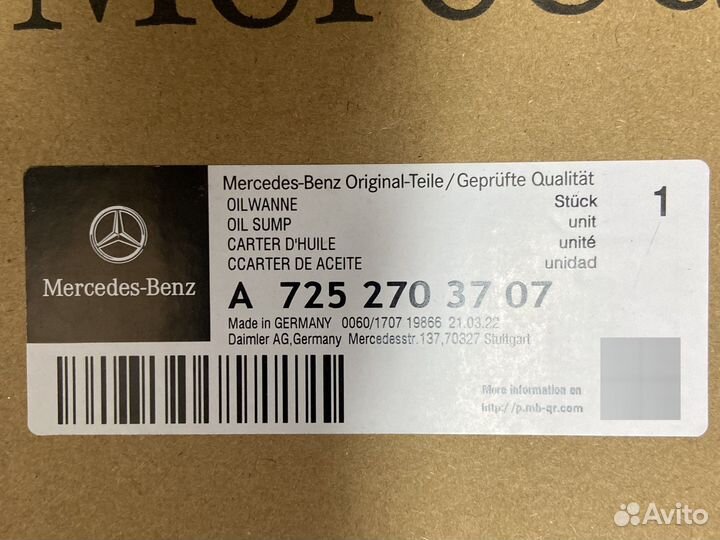 Mercedes-Benz
Mercedes-Benz Original-Teile/Geprüfte Qualität
OILWANNE Stück 1
OIL SUMP unit
CARTER D'HUILE unité
CCARTER DE ACEITE unidad
A 725 270 37 07
Made in GERMANY 0060/1707 19866 21.03.22
Daimler AG,Germany Mercedesstr.137,70327 Stuttgart
More information on
http://p.mb-qr.com
Avito